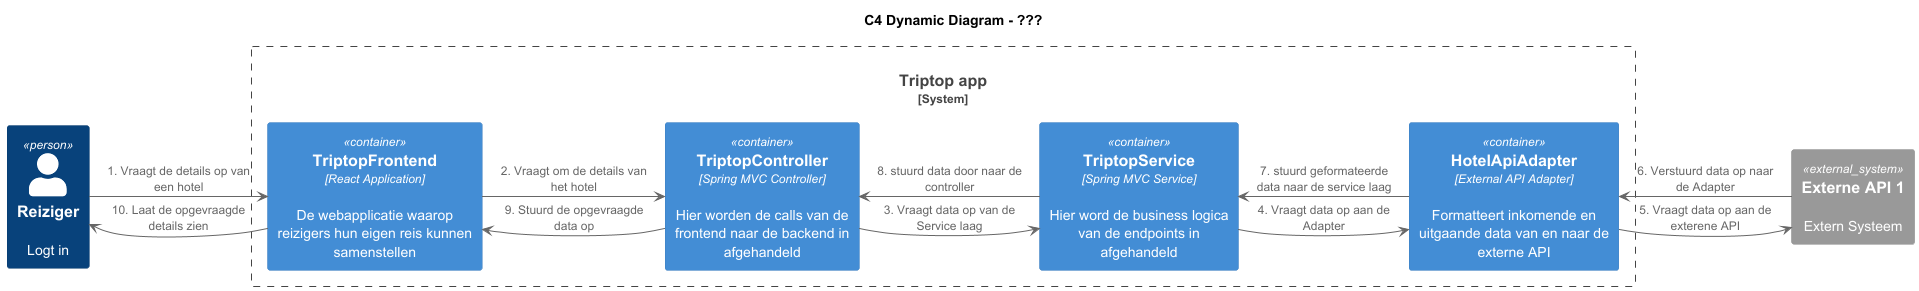 C4 Dynamic Diagram - ???
Triptop app
[System]
«person»
Reiziger
Logt in
1. Vraagt de details op van
een hotel
10. Laat de opgevraagde
details zien
«container»
TriptopFrontend
[React Application]
De webapplicatie waarop
reizigers hun eigen reis kunnen
samenstellen
2. Vraagt om de details van
het hotel
9. Stuurd de opgevraagde
data op
«container»
TriptopController
[Spring MVC Controller]
Hier worden de calls van de
frontend naar de backend in
afgehandeld
8. stuurd data door naar de
controller
3. Vraagt data op van de
Service laag
«container»
TriptopService
[Spring MVC Service]
Hier word de business logica
van de endpoints in
afgehandeld
7. stuurd geformateerde
data naar de service laag
4. Vraagt data op aan de
Adapter
«container»
HotelApiAdapter
[External API Adapter]
Formatteert inkomende en
uitgaande data van en naar de
externe API
6. Verstuurd data op naar
de Adapter
5. Vraagt data op aan de
exterene API
«external_system»
Externe API 1
Extern Systeem